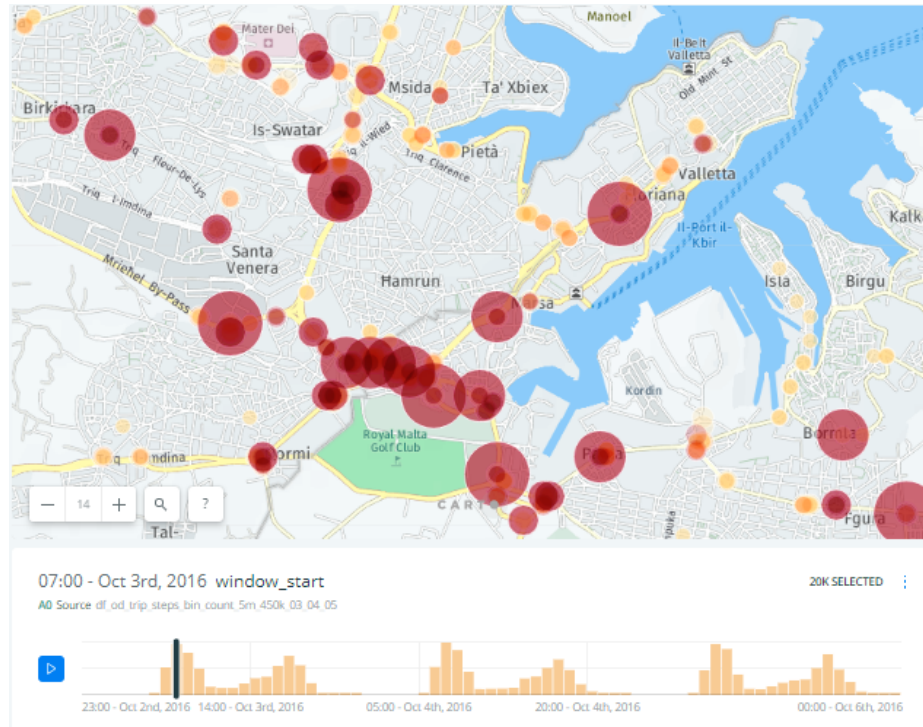 Manoel
Mater Dei
Il-Belt
Valletta
Old Mint St
Msida
Ta' Xbiex
Birkirkara
Is-Swatar
Triq il-Wied
Pietà
Triq Clarence
Triq Fleur-De-Lys
Valletta
Floriana
Triq L-Imdina
Kalk
Il-Port il-
Kbir
Santa
Venera
Ħamrun
Isla
Birgu
Mriehel By-Pass
Marsa
Kordin
Royal Malta
Golf Club
Bormla
Paola
Triq Imdina
Qormi
14
?
CARTO
Fgura
Tal-
07:00 - Oct 3rd, 2016 window_start
20K SELECTED
A0 Source df_od_trip_steps_bin_count_5m_450k_03_04_05
23:00 - Oct 2nd, 2016 14:00 - Oct 3rd, 2016 05:00 - Oct 4th, 2016 20:00 - Oct 4th, 2016 00:00 - Oct 6th, 2016